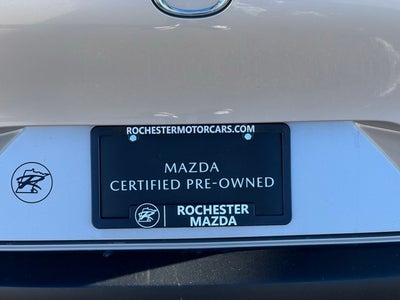 ROCHESTERMOTORCARS.COM
MAZDA
CERTIFIED PRE-OWNED
ROCHESTER
MAZDA